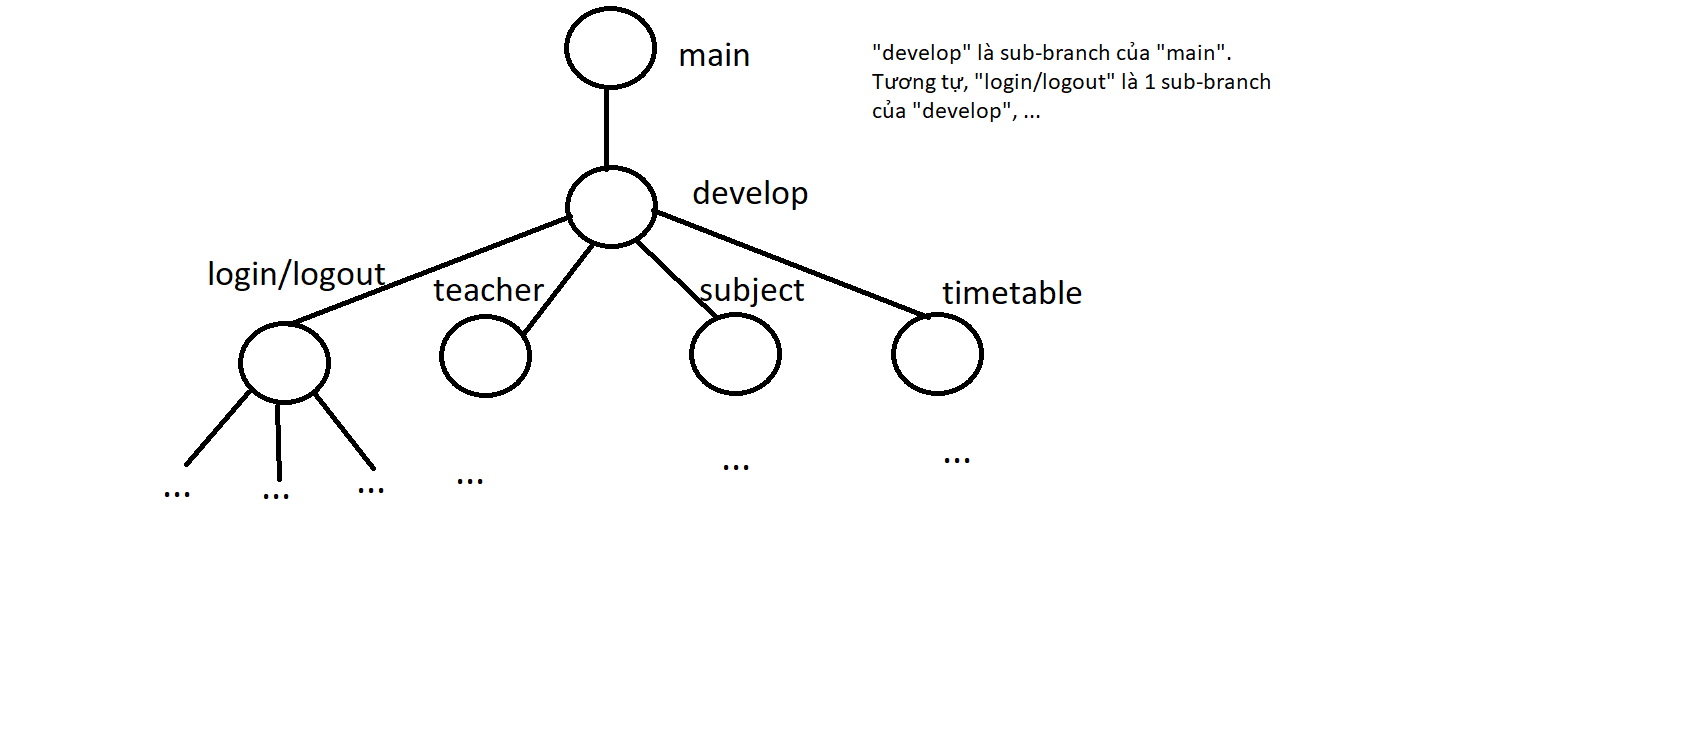 main
"develop" là sub-branch của "main".
Tương tự, "login/logout" là 1 sub-branch
của "develop", ...
develop
login/logout
teacher
subject
timetable
...
...
...
...
...
...